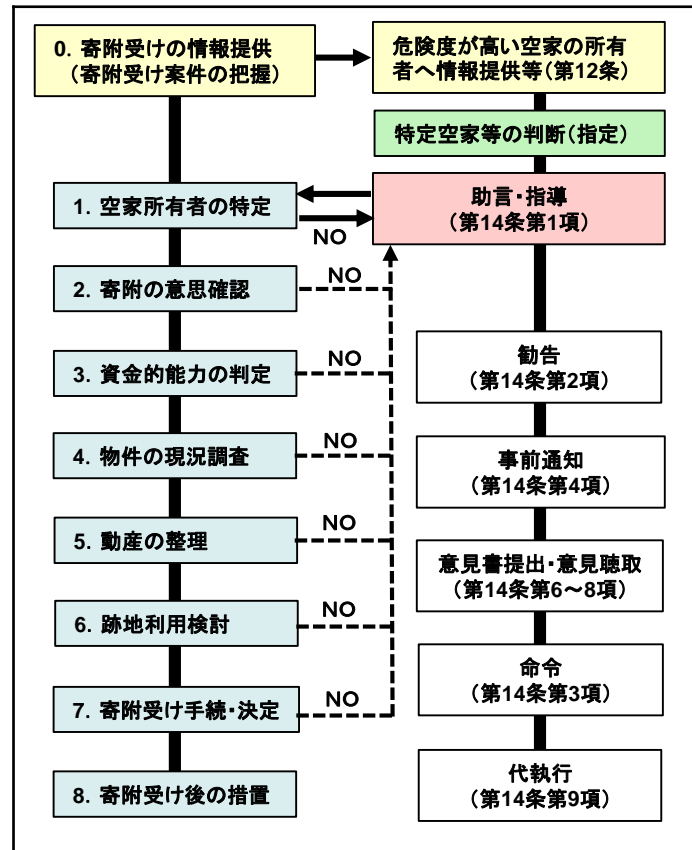 0. 寄附受けの情報提供
(寄附受け案件の把握)
危険度が高い空家の所有
者へ情報提供等(第12条)
特定空家等の判断(指定)
1. 空家所有者の特定
助言・指導
(第14条第1項)
NO
2. 寄附の意思確認
NO
3. 資金的能力の判定
NO
勧告
(第14条第2項)
4. 物件の現況調査
NO
事前通知
(第14条第4項)
5. 動産の整理
NO
意見書提出・意見聴取
(第14条第6～8項)
6. 跡地利用検討
NO
命令
(第14条第3項)
7. 寄附受け手続・決定
NO
8. 寄附受け後の措置
代執行
(第14条第9項)